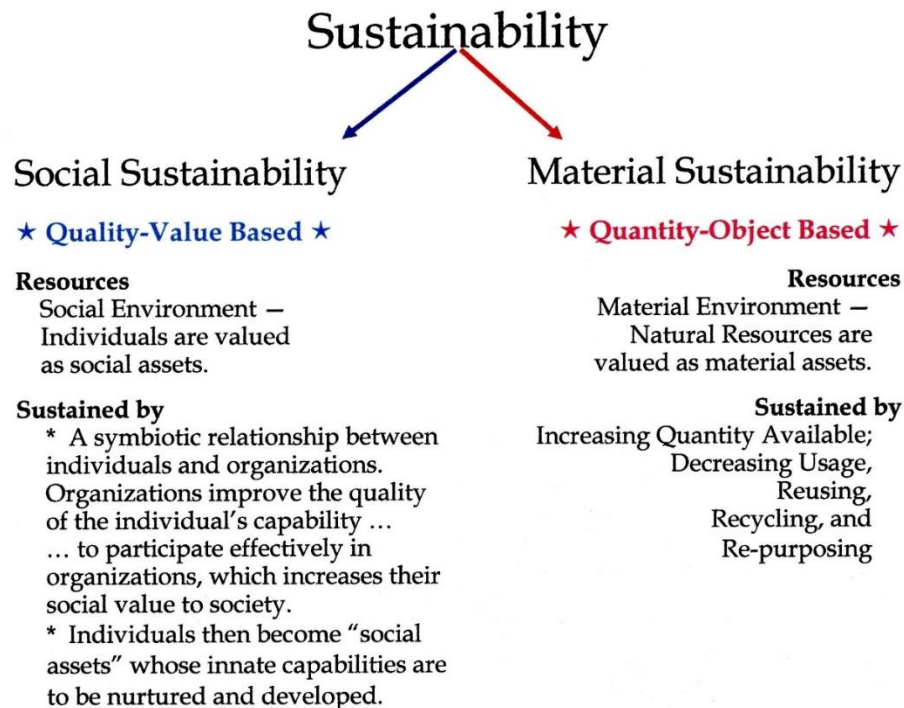 Sustainability
Social Sustainability
★ Quality-Value Based ★
Resources
Social Environment —
Individuals are valued
as social assets.
Sustained by
* A symbiotic relationship between
individuals and organizations.
Organizations improve the quality
of the individual's capability ...
... to participate effectively in
organizations, which increases their
social value to society.
* Individuals then become “social
assets” whose innate capabilities are
to be nurtured and developed.
Material Sustainability
★ Quantity-Object Based ★
Resources
Material Environment —
Natural Resources are
valued as material assets.
Sustained by
Increasing Quantity Available;
Decreasing Usage,
Reusing,
Recycling, and
Re-purposing